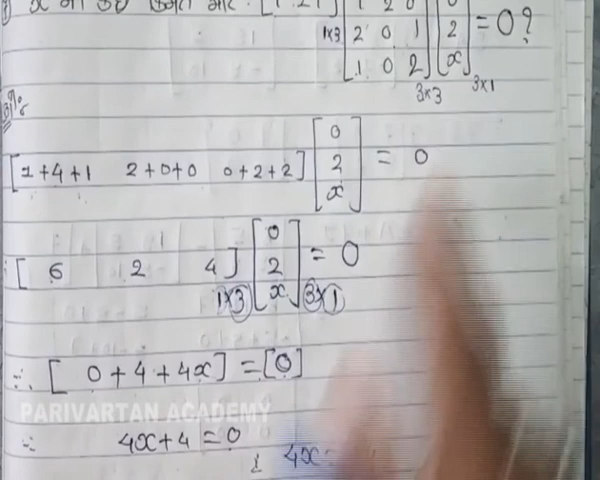 [1 2 1] [1 2 0
2 0 1
1 0 2] [0
2
x] = 0?
1×3 3×3 3×1
[1+4+1 2+0+0 0+2+2] [0
2
x] = 0
∴ [6 2 4] [0
2
x] = 0
1×3 3×1
∴ [0+4+4x] = [0]
PARIVARTAN ACADEMY
∴ 4x+4=0
4x